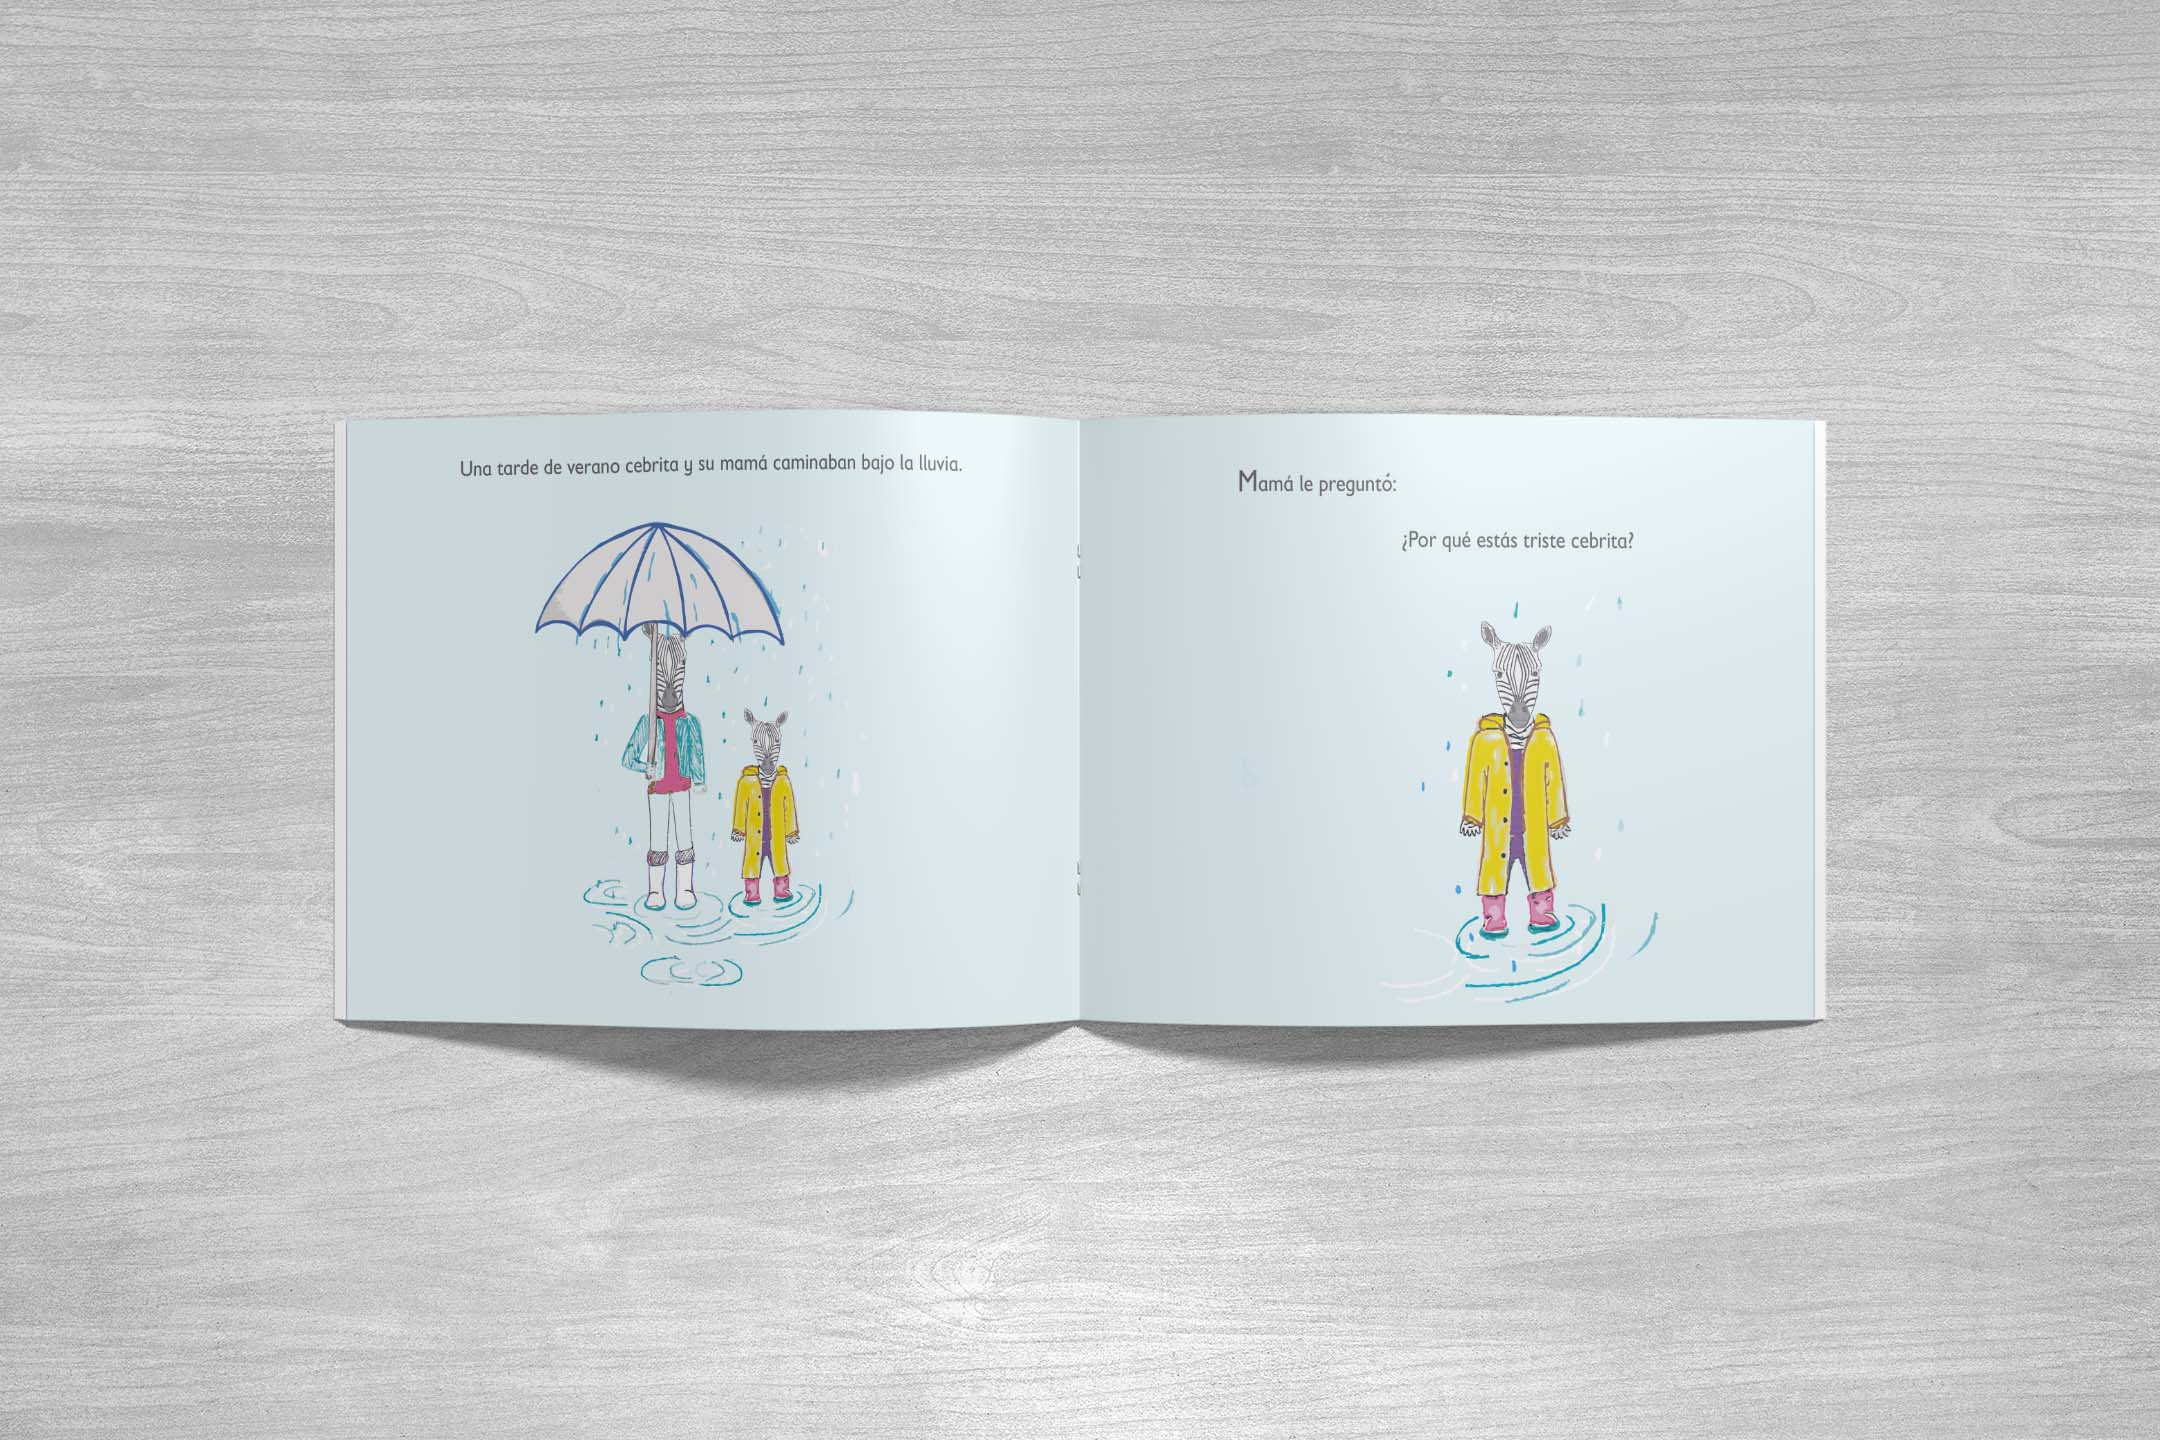 Una tarde de verano cebrita y su mamá caminaban bajo la lluvia.
Mamá le preguntó:
¿Por qué estás triste cebrita?